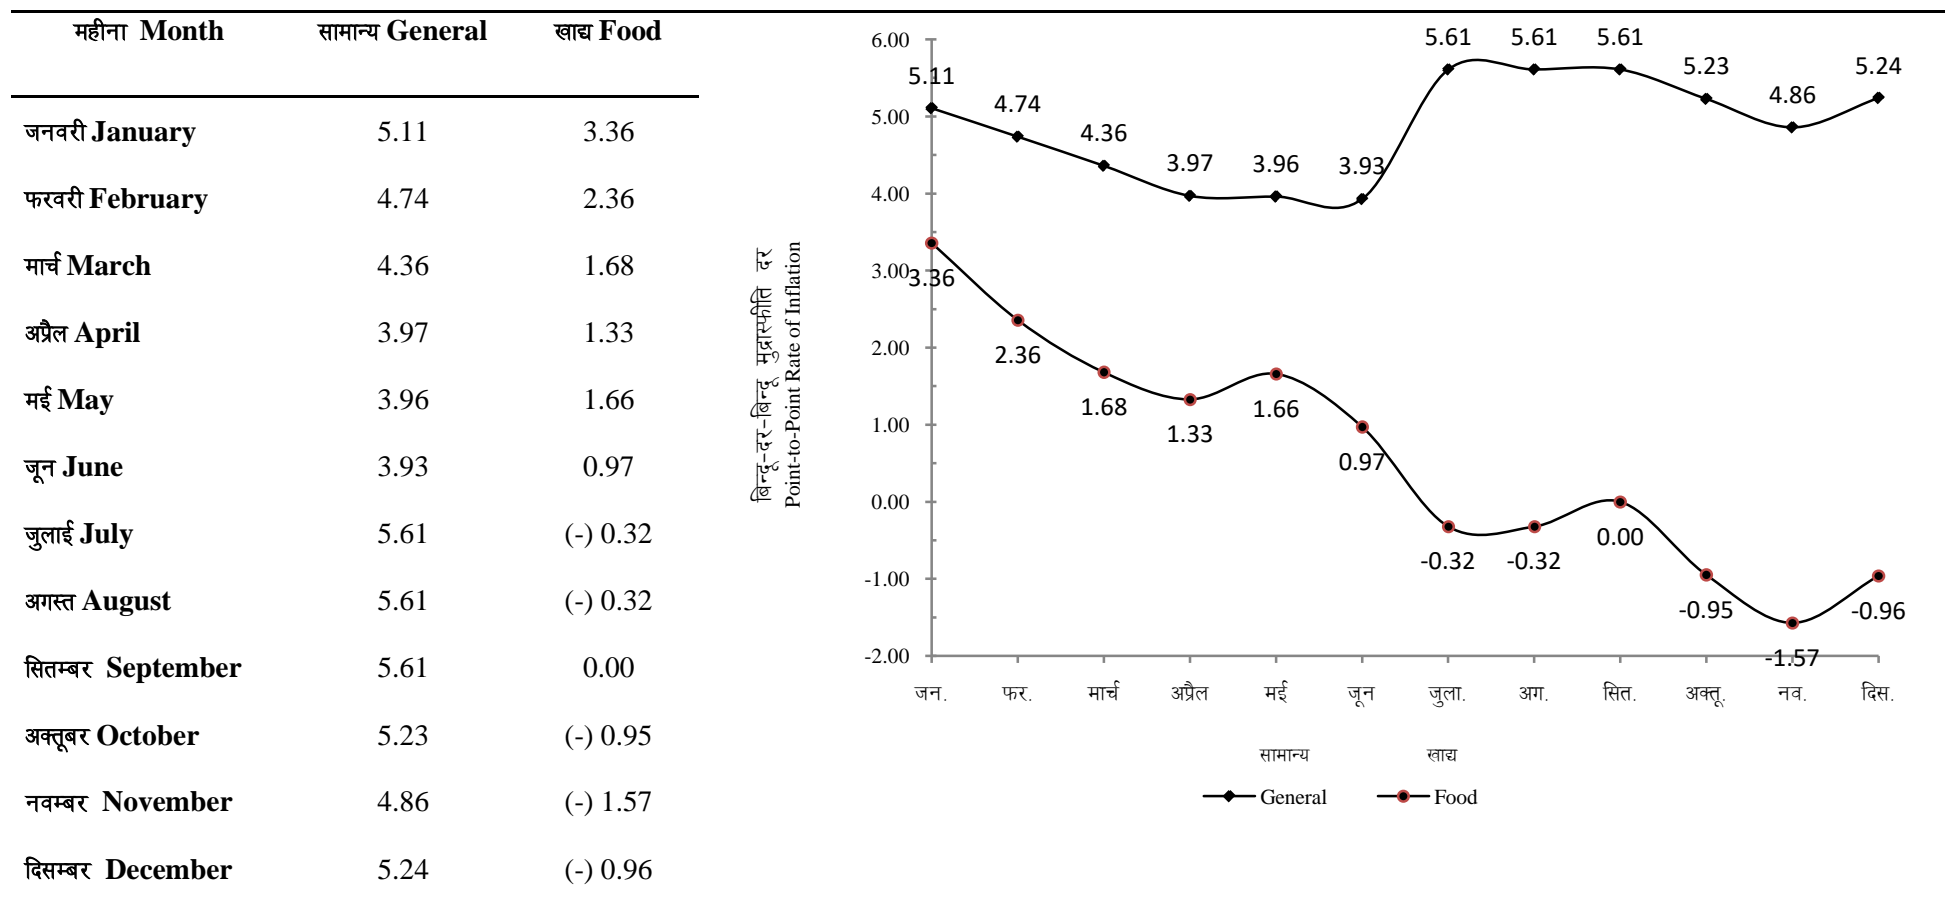 महीना Month सामान्य General खाद्य Food
जनवरी January 5.11 3.36
फरवरी February 4.74 2.36
मार्च March 4.36 1.68
अप्रैल April 3.97 1.33
मई May 3.96 1.66
जून June 3.93 0.97
जुलाई July 5.61 (-) 0.32
अगस्त August 5.61 (-) 0.32
सितम्बर September 5.61 0.00
अक्तूबर October 5.23 (-) 0.95
नवम्बर November 4.86 (-) 1.57
दिसम्बर December 5.24 (-) 0.96
बिन्दू-दर-बिन्दू मुद्रास्फीति दर
Point-to-Point Rate of Inflation
6.00
5.00
4.00
3.00
2.00
1.00
0.00
-1.00
-2.00
5.11 4.74 4.36 3.97 3.96 3.93 5.61 5.61 5.61 5.23 4.86 5.24
3.36 2.36 1.68 1.33 1.66 0.97 -0.32 -0.32 0.00 -0.95 -1.57 -0.96
जन. फर. मार्च अप्रैल मई जून जुला. अग. सित. अक्तू. नव. दिस.
सामान्य खाद्य
General Food